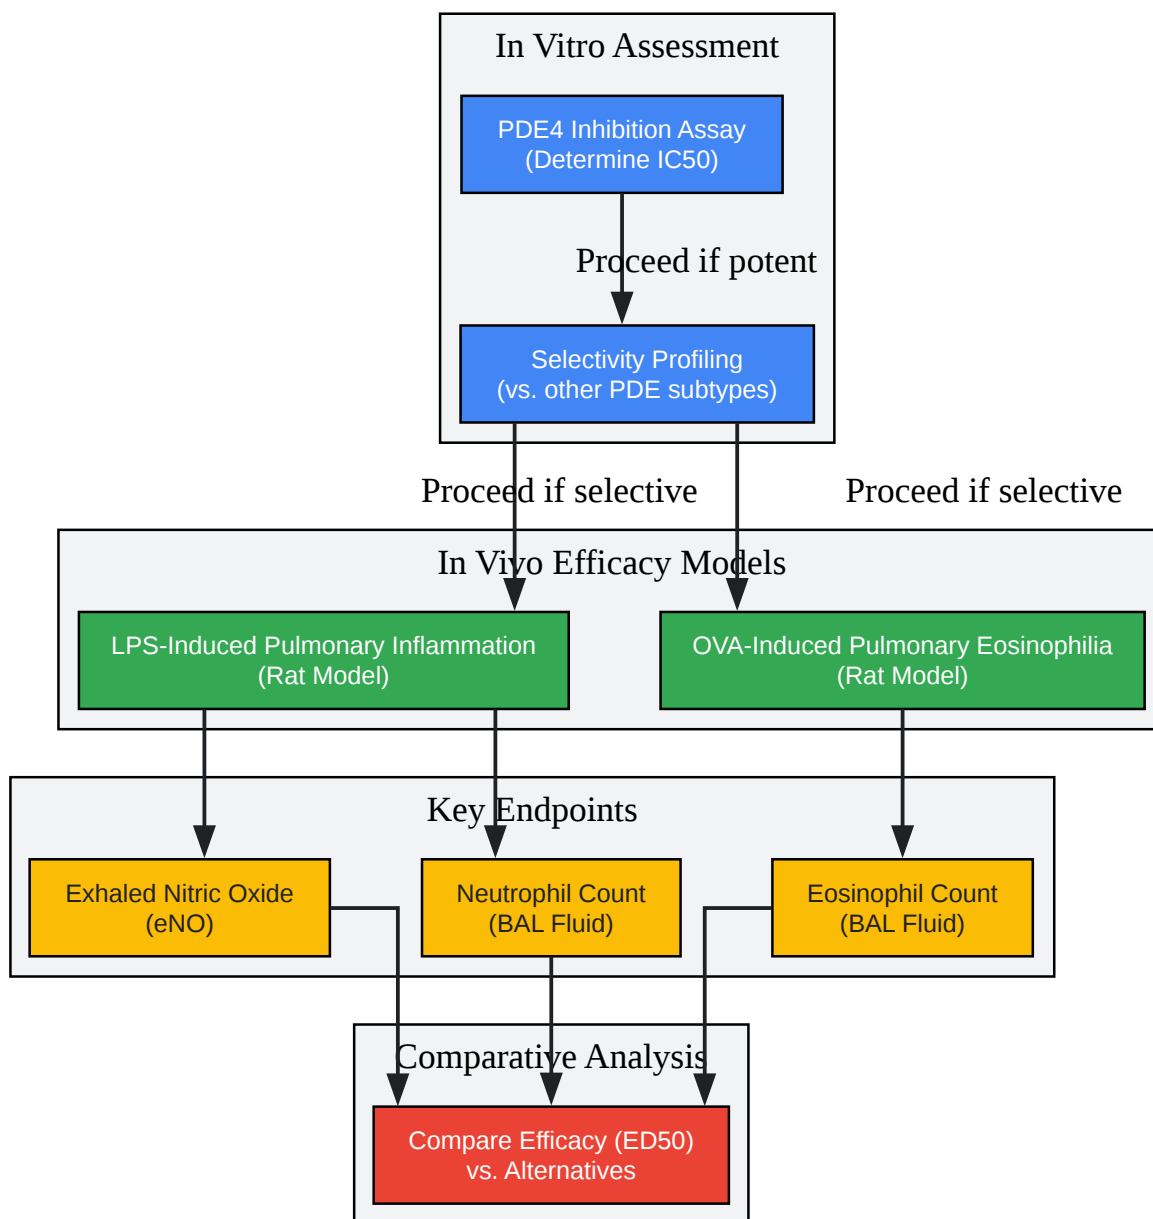 In Vitro Assessment
PDE4 Inhibition Assay
(Determine IC50)
Proceed if potent
Selectivity Profiling
(vs. other PDE subtypes)
Proceed if selective
Proceed if selective
In Vivo Efficacy Models
LPS-Induced Pulmonary Inflammation
(Rat Model)
OVA-Induced Pulmonary Eosinophilia
(Rat Model)
Key Endpoints
Exhaled Nitric Oxide
(eNO)
Neutrophil Count
(BAL Fluid)
Eosinophil Count
(BAL Fluid)
Comparative Analysis
Compare Efficacy (ED50)
vs. Alternatives